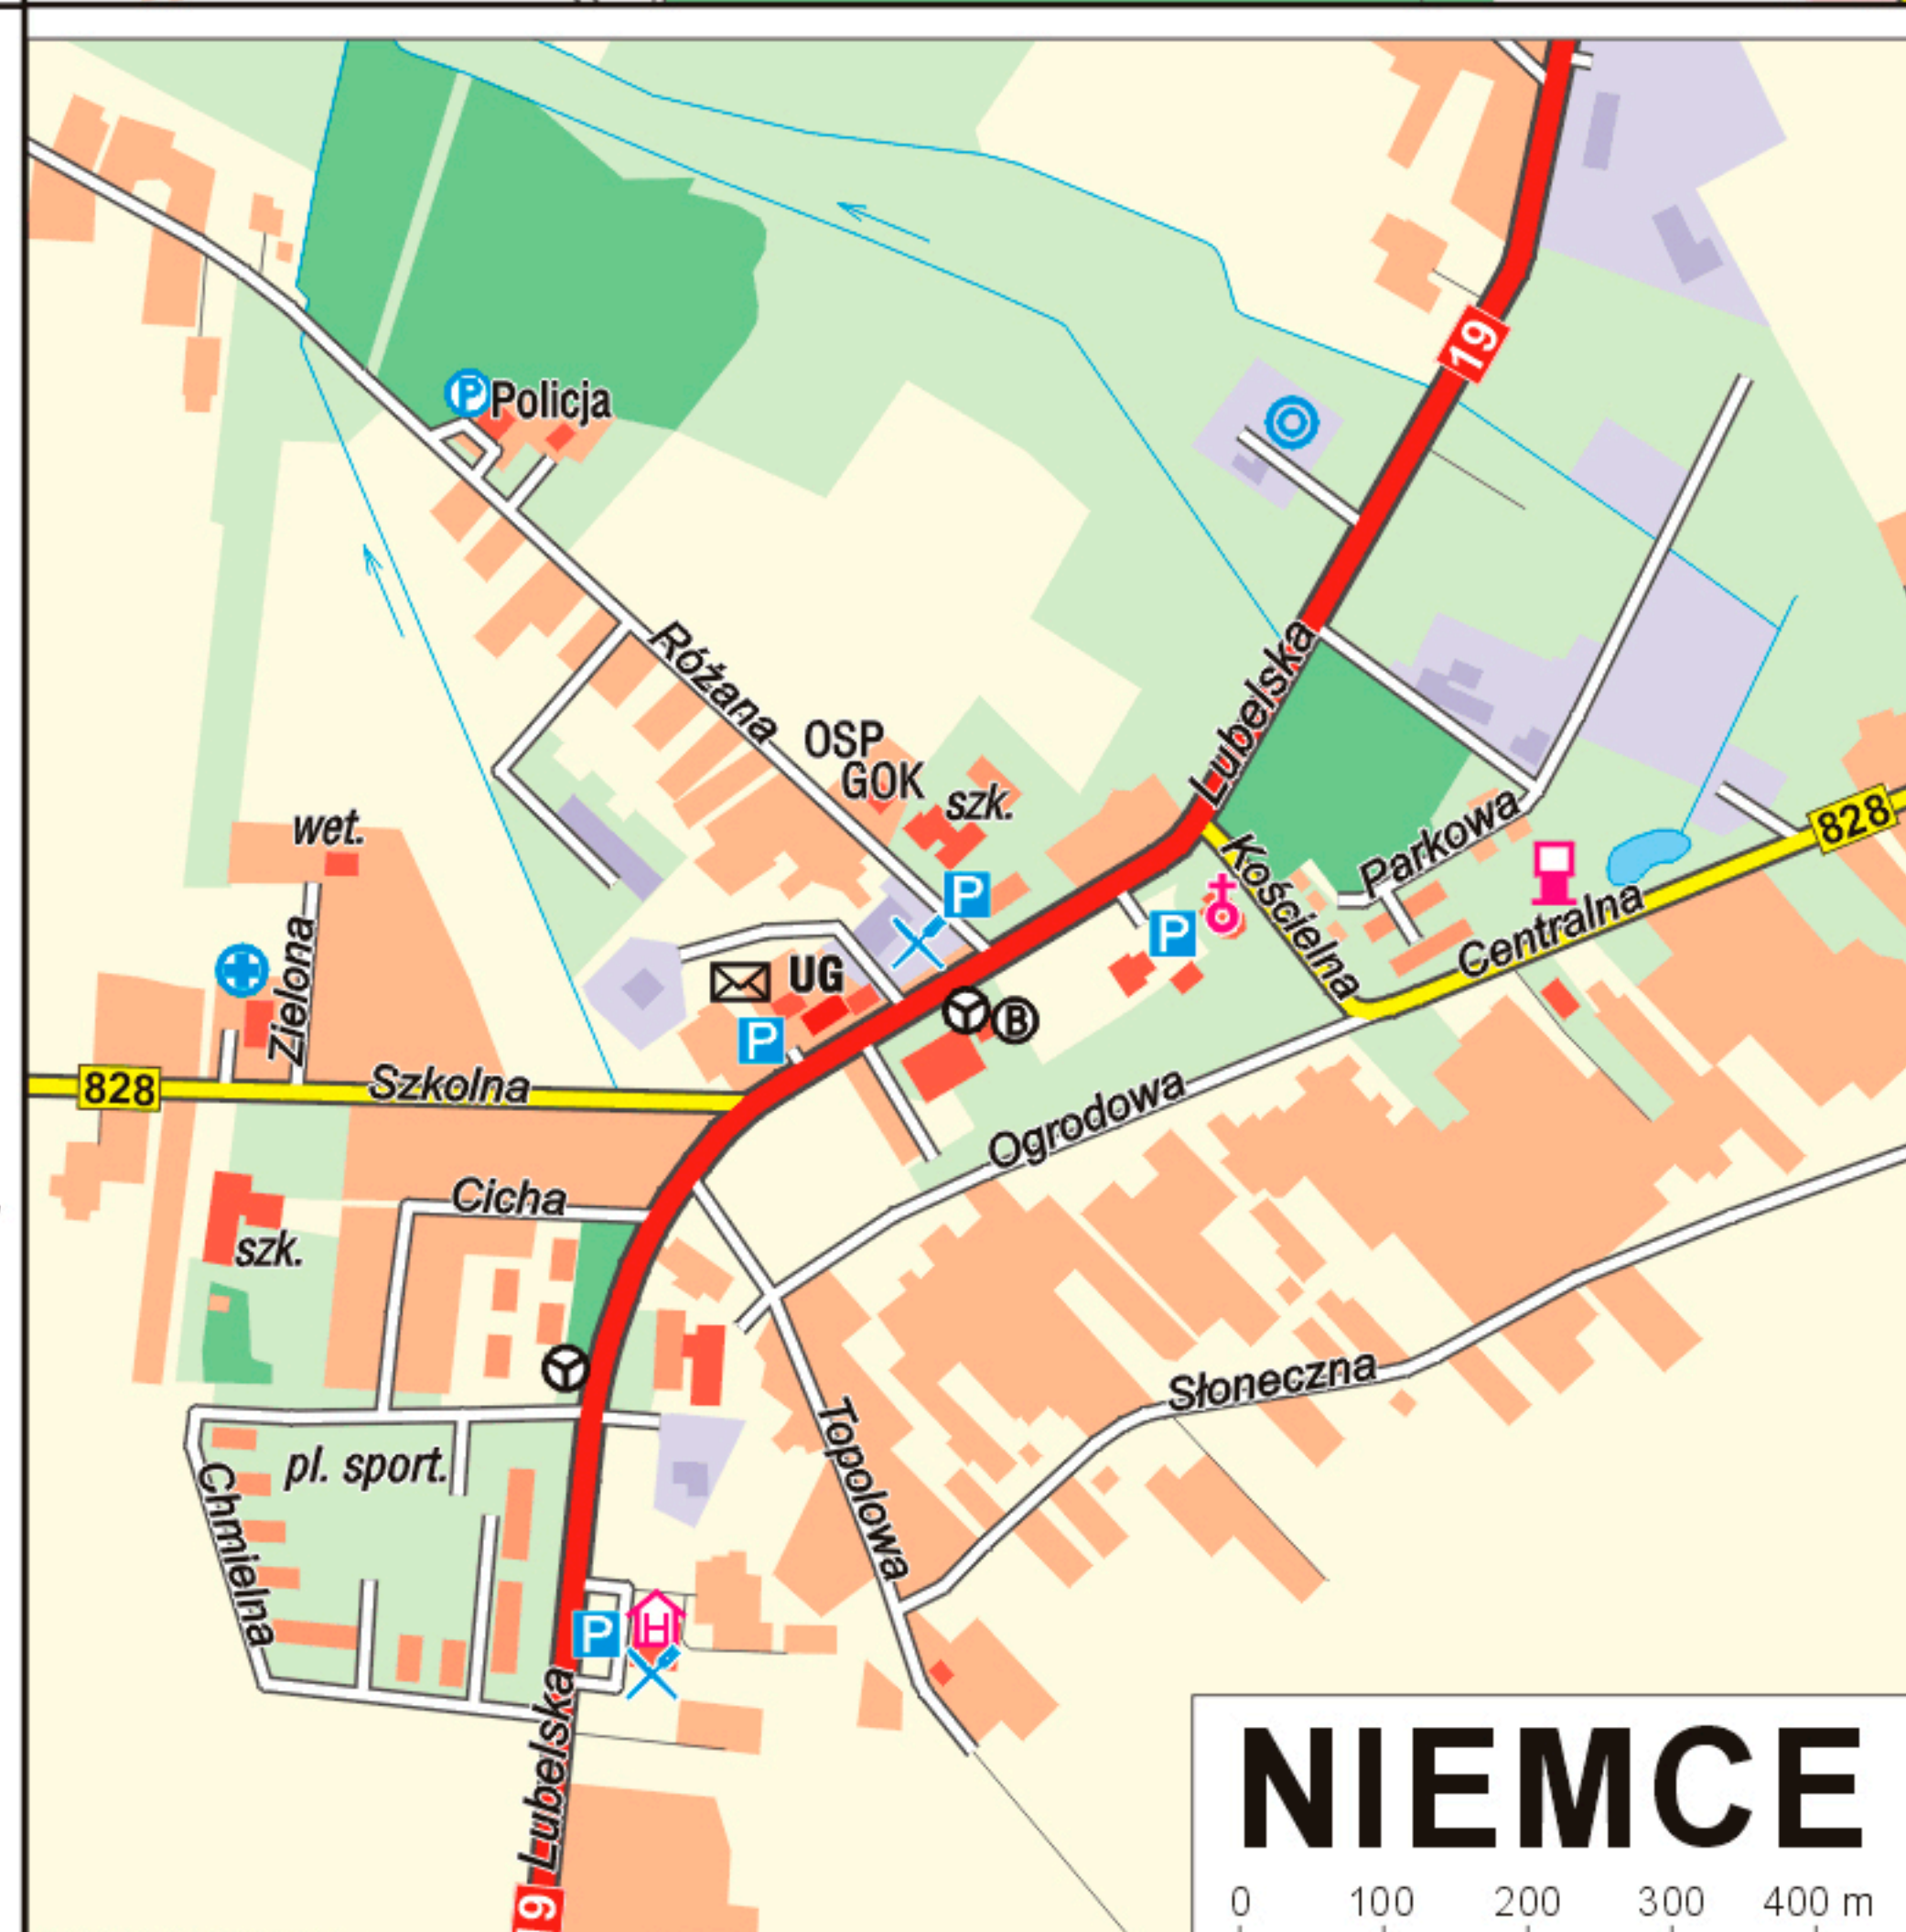 19
P
Policja
Różana
OSP
GOK
szk.
Lubelska
Parkowa
828
Kościelna
Centralna
wet.
P
P
UG
P
Zielona
B
828
Szkolna
Ogrodowa
Cicha
szk.
Słoneczna
pl. sport.
Topolowa
Chmielna
P
H
Lubelska
19
NIEMCE
0 100 200 300 400 m